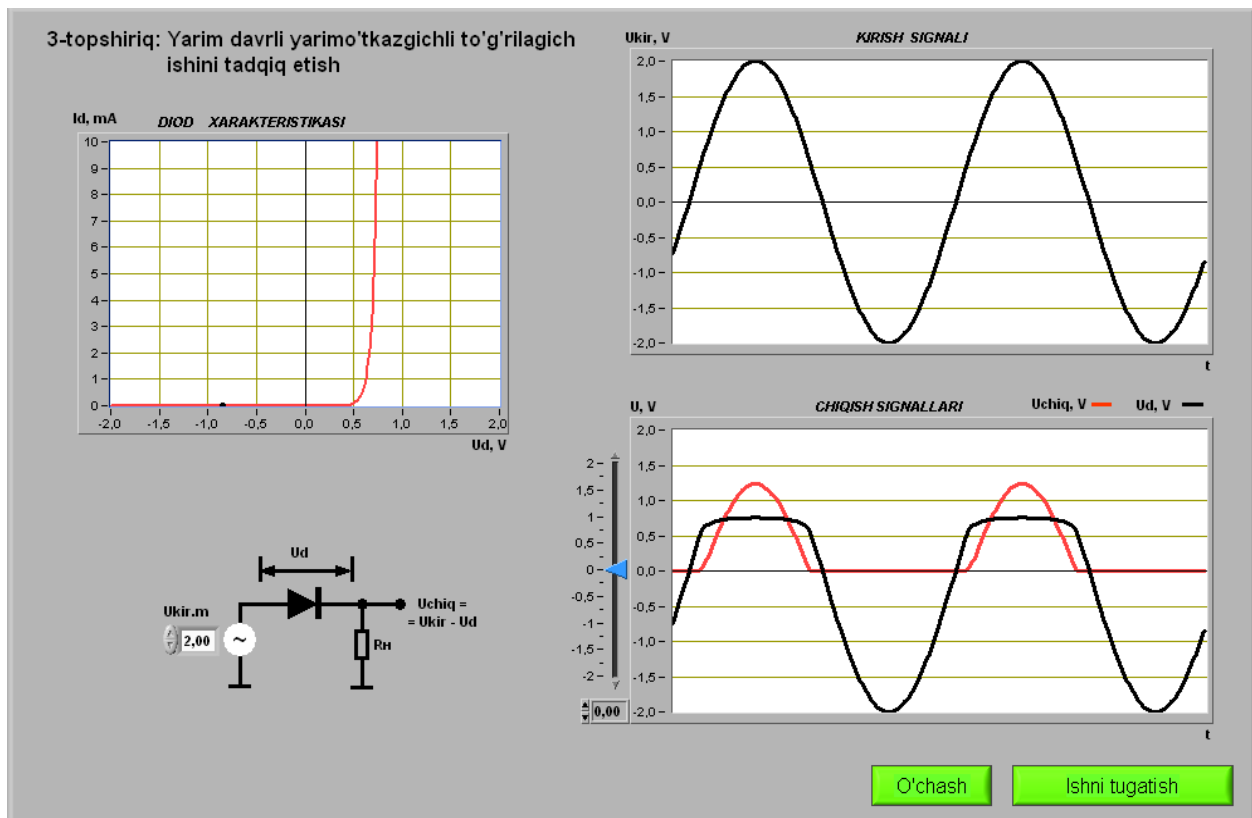 3-topshiriq: Yarim davrli yarimo'tkazgichli to'g'rilagich
ishini tadqiq etish
Id, mA
DIOD XARAKTERISTIKASI
10
9
8
7
6
5
4
3
2
1
0
-2,0 -1,5 -1,0 -0,5 0,0 0,5 1,0 1,5 2,0
Ud, V
Ud
Ukir.m
2,00
~
Uchiq =
= Ukir - Ud
Rн
Ukir, V
KIRISH SIGNALI
2,0
1,5
1,0
0,5
0,0
-0,5
-1,0
-1,5
-2,0
t
U, V
CHIQISH SIGNALLARI
Uchiq, V
Ud, V
2,0
1,5
1,0
0,5
0,0
-0,5
-1,0
-1,5
-2,0
t
2
1,5
1
0,5
0
-0,5
-1
-1,5
-2
0,00
O'chash
Ishni tugatish